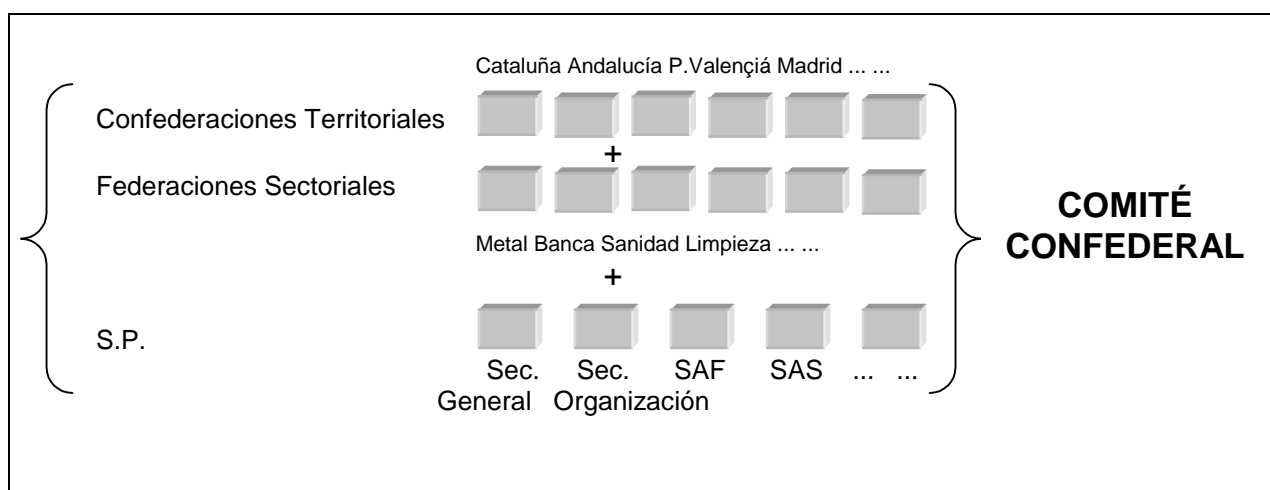 Cataluña Andalucía P.Valençiá Madrid ... ...
Confederaciones Territoriales
+
Federaciones Sectoriales
COMITÉ
CONFEDERAL
Metal Banca Sanidad Limpieza ... ...
+
S.P.
Sec. Sec. SAF SAS ... ...
General Organización